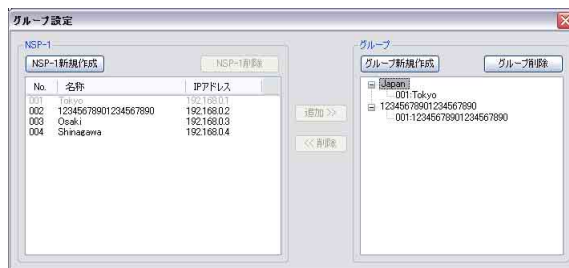 グループ設定
NSP-1
NSP-1新規作成 NSP-1削除
No. 名称 IPアドレス
001 Tokyo 192.168.0.1
002 12345678901234567890 192.168.0.2
003 Osaki 192.168.0.3
004 Shinagawa 192.168.0.4
追加 >>
<< 削除
グループ
グループ新規作成 グループ削除
Japan
001:Tokyo
12345678901234567890
001:12345678901234567890